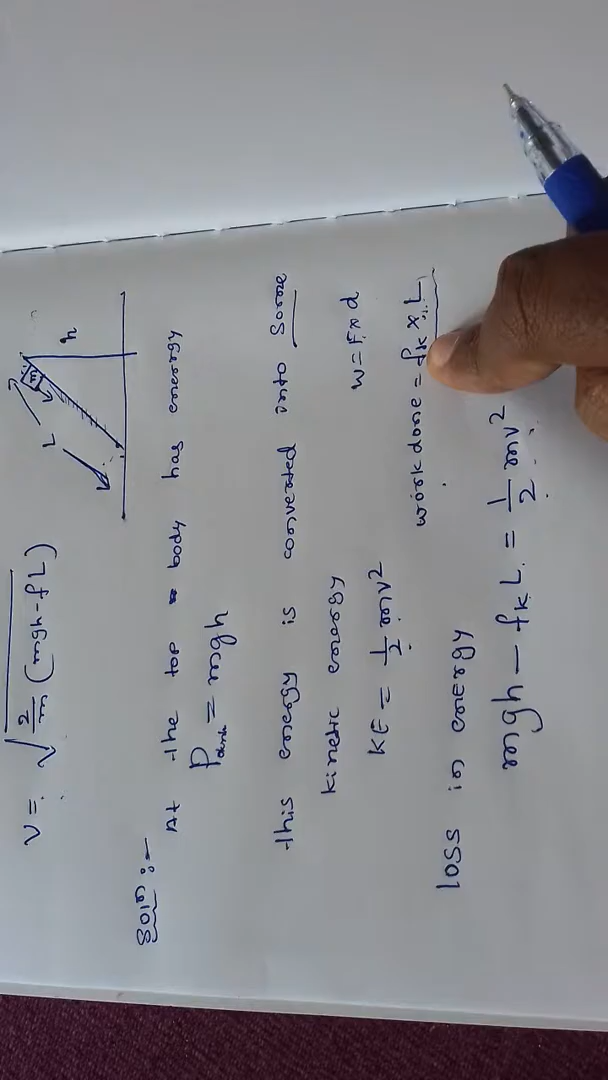 v = √(2/m (mgh - fL))
L
m
h
Soln :-
At the top body has energy
P = mgh
this energy is converted into some
kinetic energy
KE = 1/2 mv²
w = F x d
work done = fk x L
loss in energy
mgh - fk L = 1/2 mv²